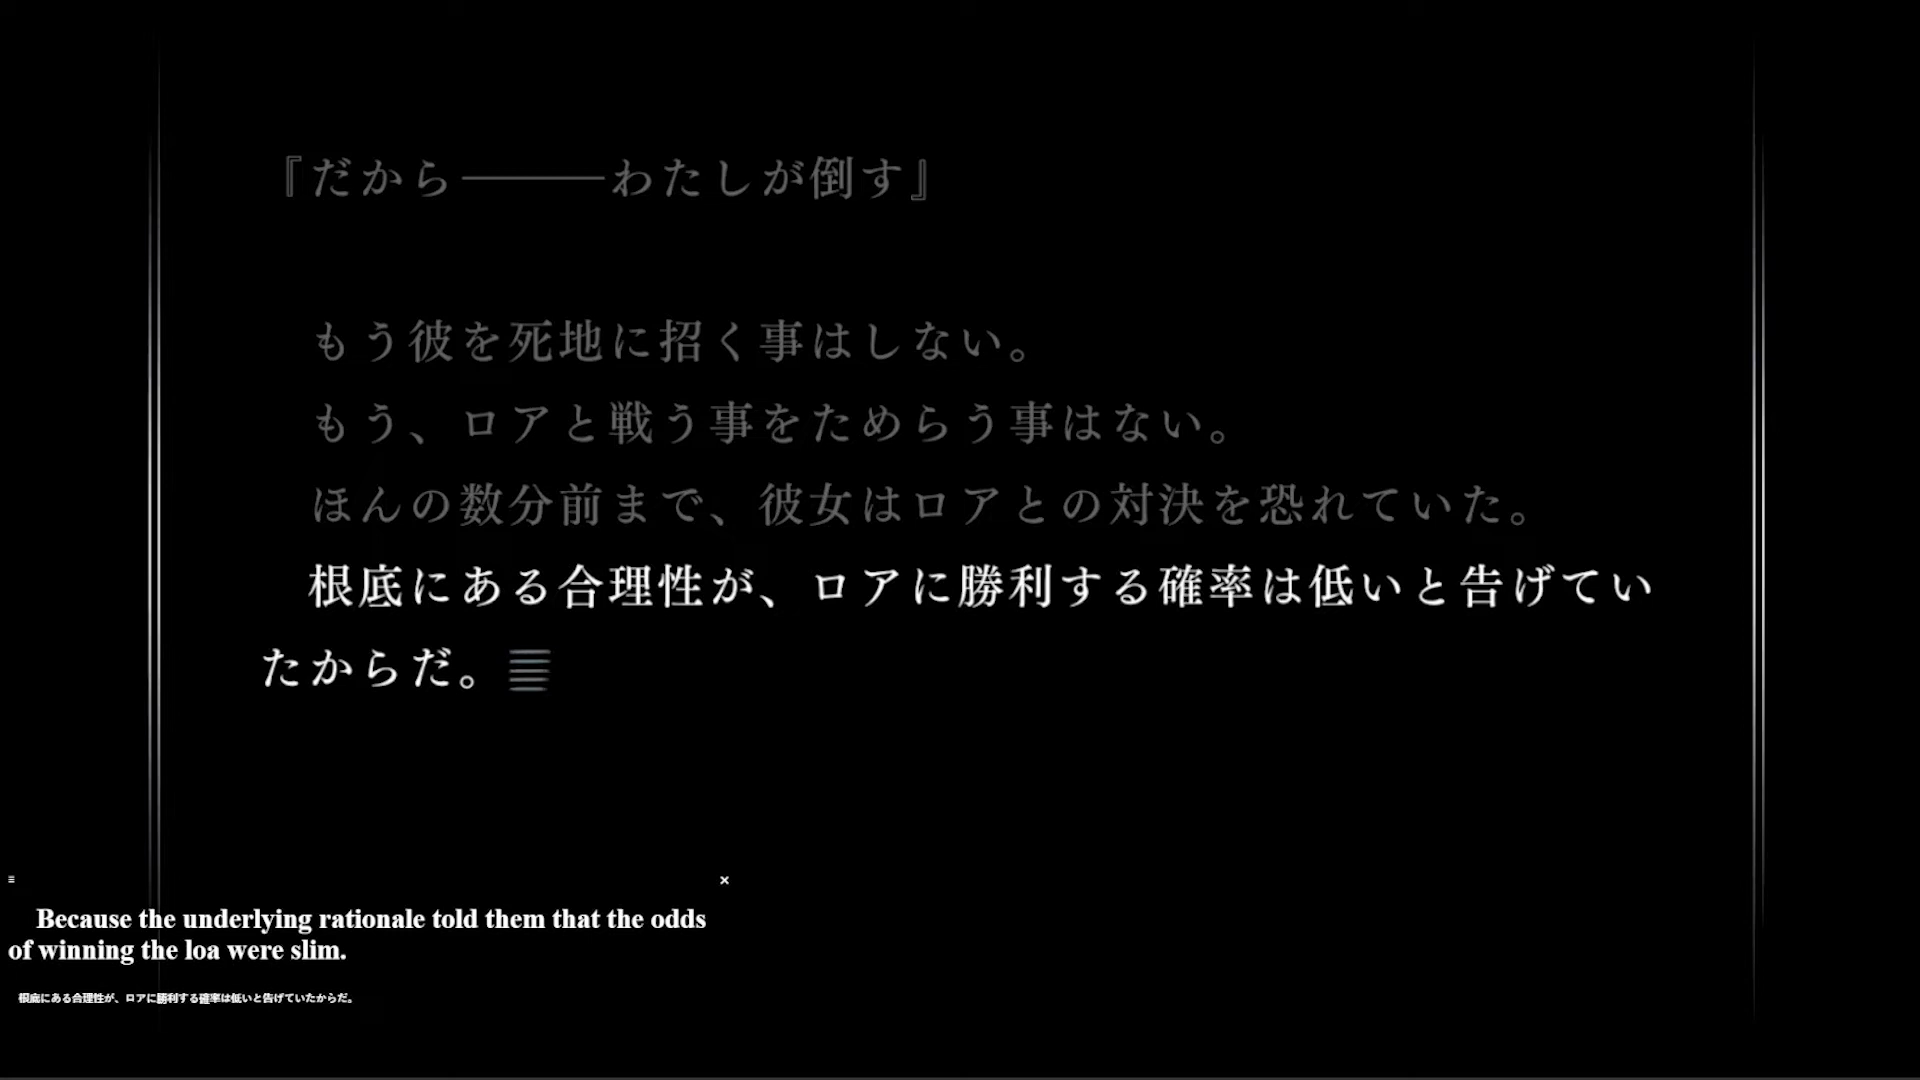 『だから―――わたしが倒す』
もう彼を死地に招く事はしない。
もう、ロアと戦う事をためらう事はない。
ほんの数分前まで、彼女はロアとの対決を恐れていた。
根底にある合理性が、ロアに勝利する確率は低いと告げてい
たからだ。
Because the underlying rationale told them that the odds
of winning the loa were slim.
根底にある合理性が、ロアに勝利する確率は低いと告げていたからだ。